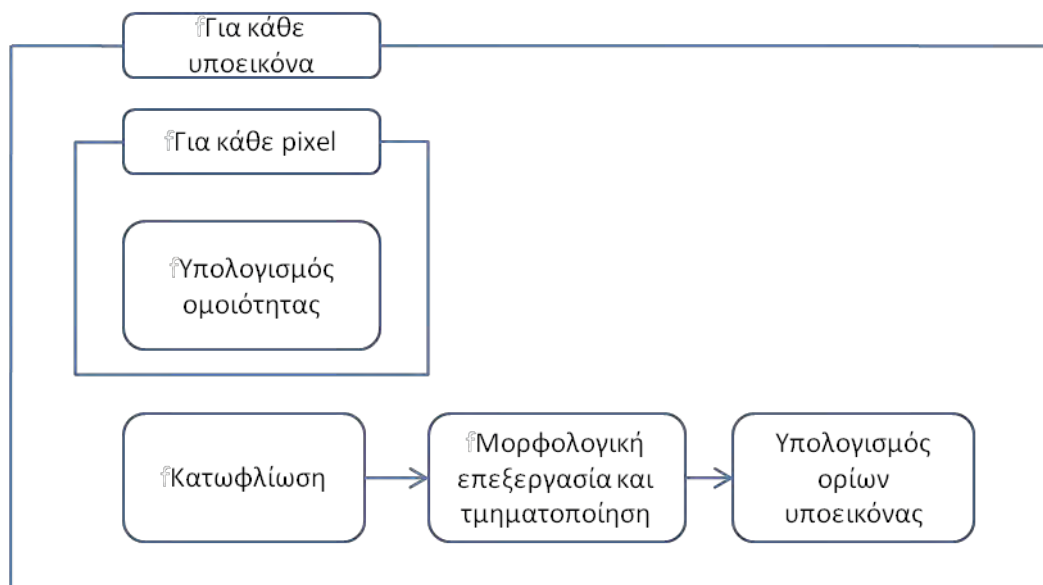 fΓια κάθε
υποεικόνα
fΓια κάθε pixel
fΥπολογισμός
ομοιότητας
fΚατωφλίωση
fΜορφολογική
επεξεργασία και
τμηματοποίηση
Υπολογισμός
ορίων
υποεικόνας